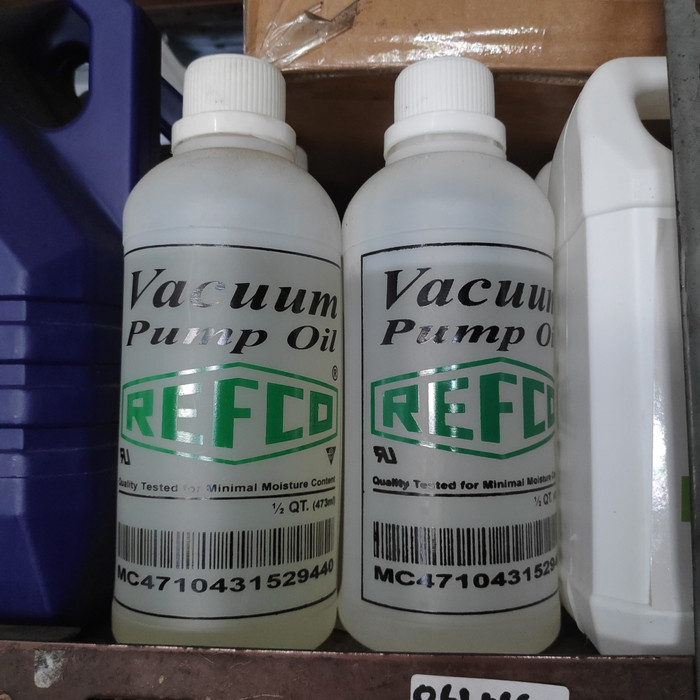 Vacuum
Pump Oil
REFCO®
Quality Tested for Minimal Moisture Content
½ QT. (473ml)
MC4710431529440
Vacuum
Pump Oi
REFCO
Quality Tested for Minimal Moisture Co
½ QT.
MC47104315294